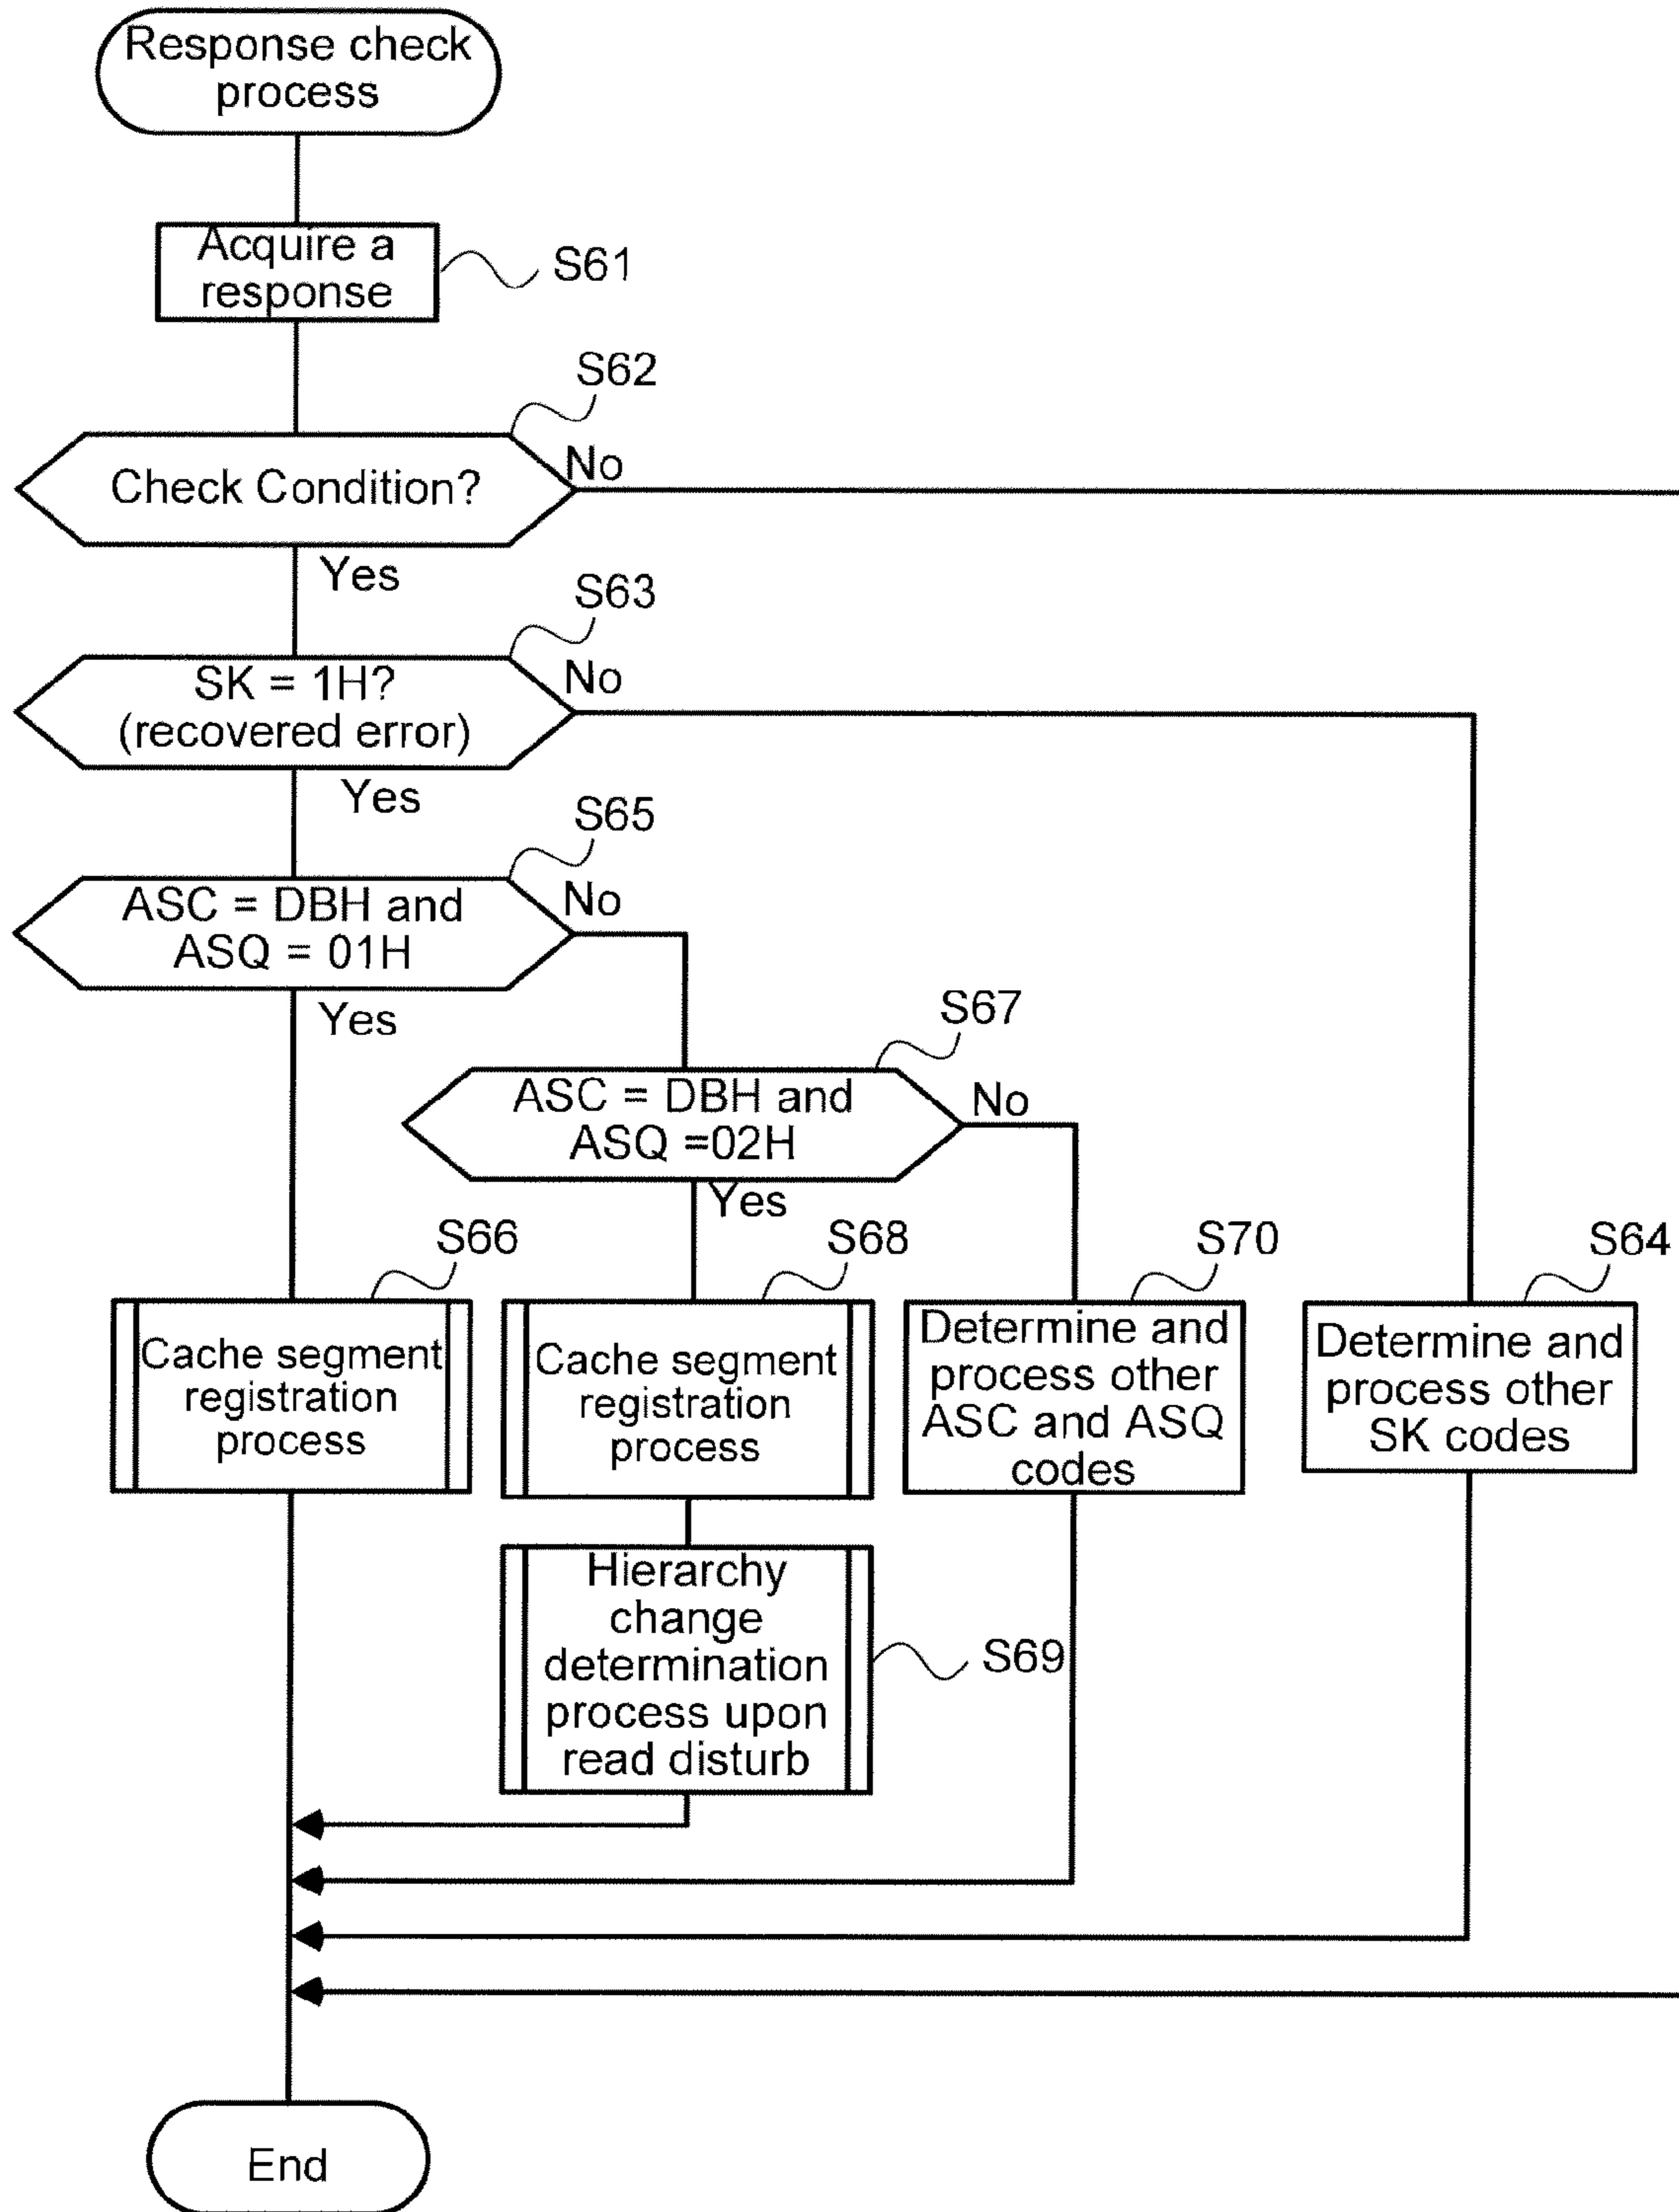 Response check
process
Acquire a
response
S61
S62
Check Condition?
No
Yes
S63
SK = 1H?
(recovered error)
No
Yes
S65
ASC = DBH and
ASQ = 01H
No
Yes
S67
ASC = DBH and
ASQ =02H
No
Yes
S66
Cache segment
registration
process
S68
Cache segment
registration
process
S70
Determine and
process other
ASC and ASQ
codes
S64
Determine and
process other
SK codes
Hierarchy
change
determination
process upon
read disturb
S69
End